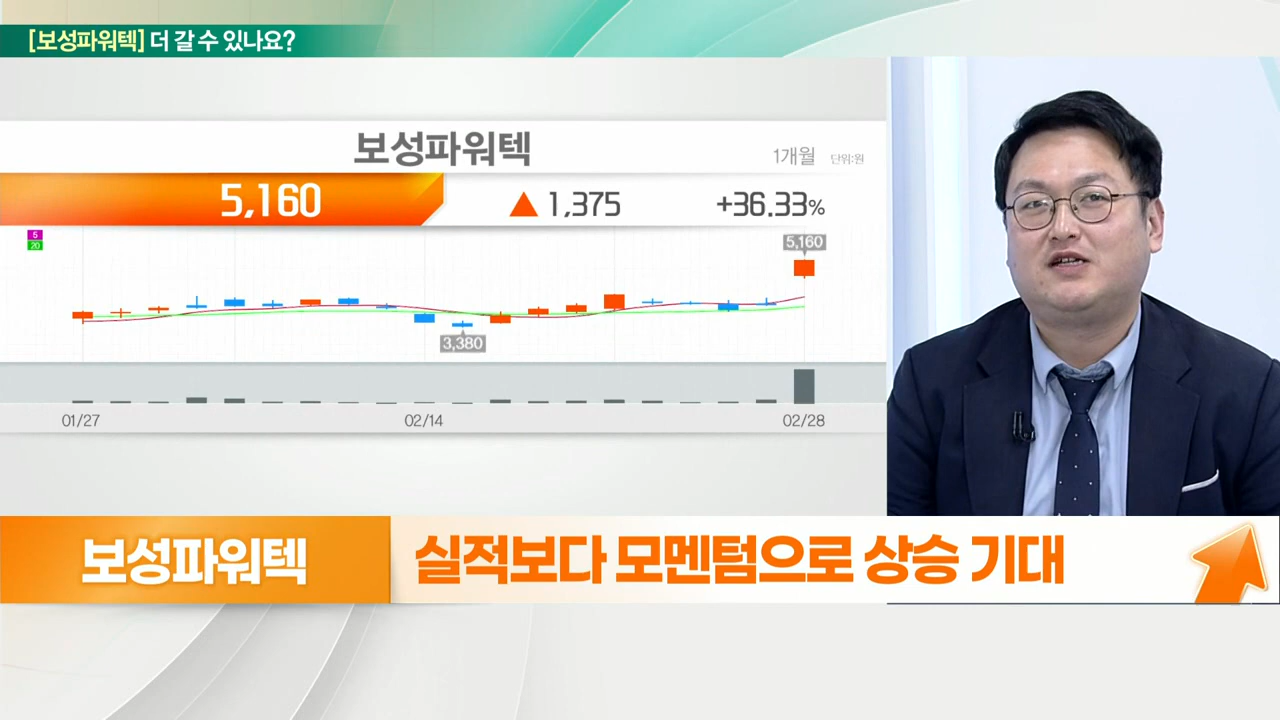 [보성파워텍] 더 갈 수 있나요?
보성파워텍
1개월 단위:원
5,160 ▲ 1,375 +36.33%
5
20
5,160
3,380
01/27 02/14 02/28
보성파워텍 실적보다 모멘텀으로 상승 기대